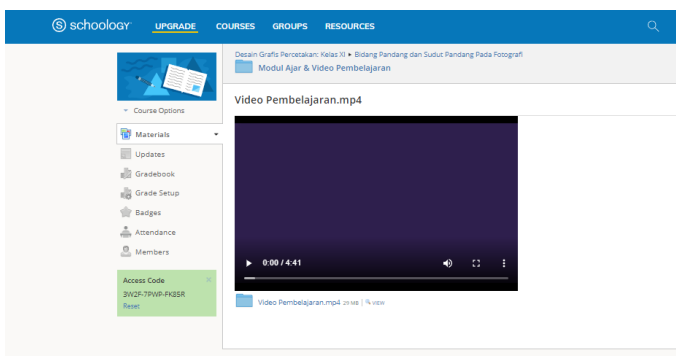 S schoology UPGRADE COURSES GROUPS RESOURCES
Desain Grafis Percetakan: Kelas XI ▸ Bidang Pandang dan Sudut Pandang Pada Fotografi
Modul Ajar & Video Pembelajaran
Course Options
Materials
Updates
Gradebook
Grade Setup
Badges
Attendance
Members
Access Code
3W2F-7PWP-FK85R
Reset
Video Pembelajaran.mp4
0:00 / 4:41
Video Pembelajaran.mp4 29 MB | VIEW